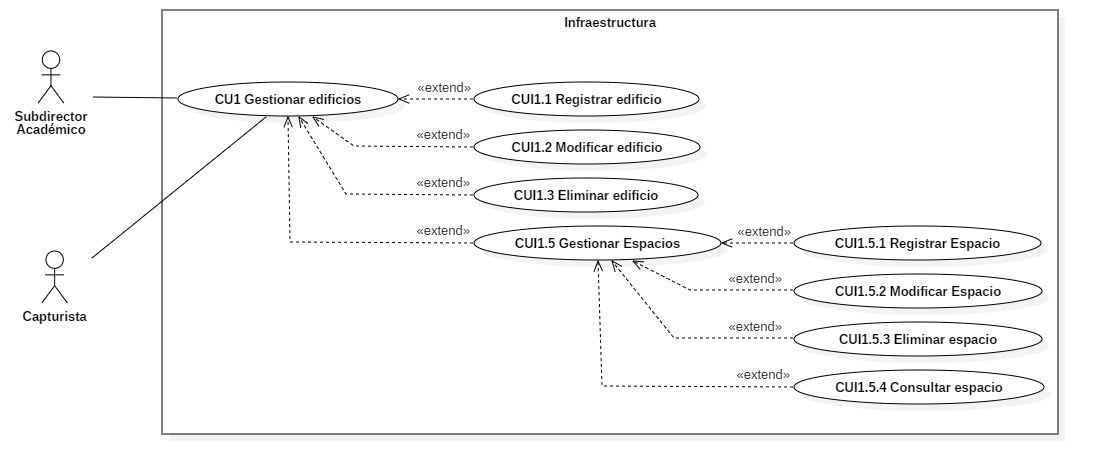 Infraestructura
Subdirector
Académico
CU1 Gestionar edificios
«extend»
CUI1.1 Registrar edificio
«extend»
CUI1.2 Modificar edificio
«extend»
CUI1.3 Eliminar edificio
«extend»
CUI1.5 Gestionar Espacios
«extend»
CUI1.5.1 Registrar Espacio
«extend»
CUI1.5.2 Modificar Espacio
Capturista
«extend»
CUI1.5.3 Eliminar espacio
«extend»
CUI1.5.4 Consultar espacio